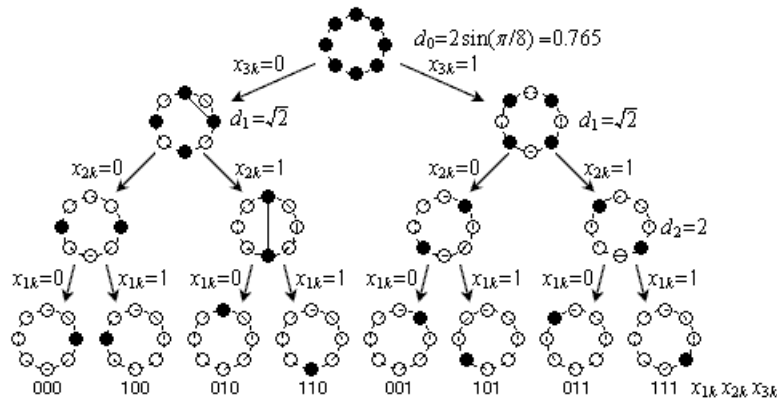 d₀=2sin(π/8)=0.765
x₃ₖ=0 x₃ₖ=1
d₁=√2 d₁=√2
x₂ₖ=0 x₂ₖ=1 x₂ₖ=0 x₂ₖ=1
d₂=2
x₁ₖ=0 x₁ₖ=1 x₁ₖ=0 x₁ₖ=1 x₁ₖ=0 x₁ₖ=1 x₁ₖ=0 x₁ₖ=1
000 100 010 110 001 101 011 111 x₁ₖ x₂ₖ x₃ₖ